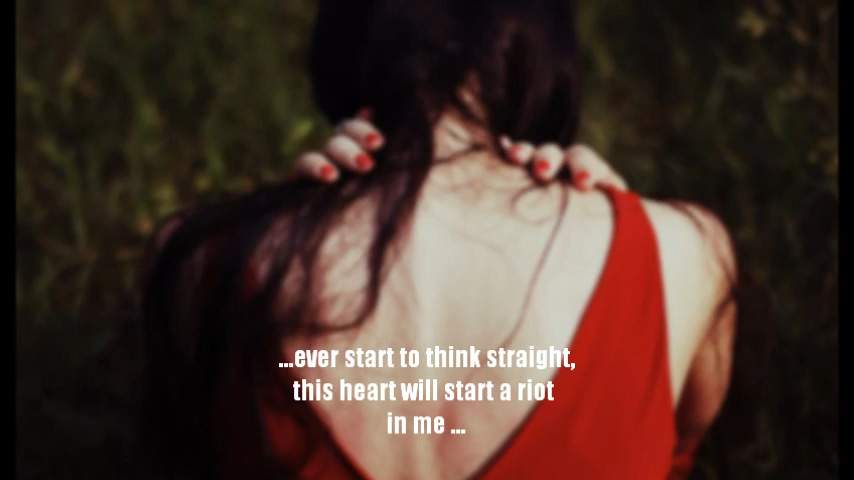 ...ever start to think straight,
this heart will start a riot
in me ...